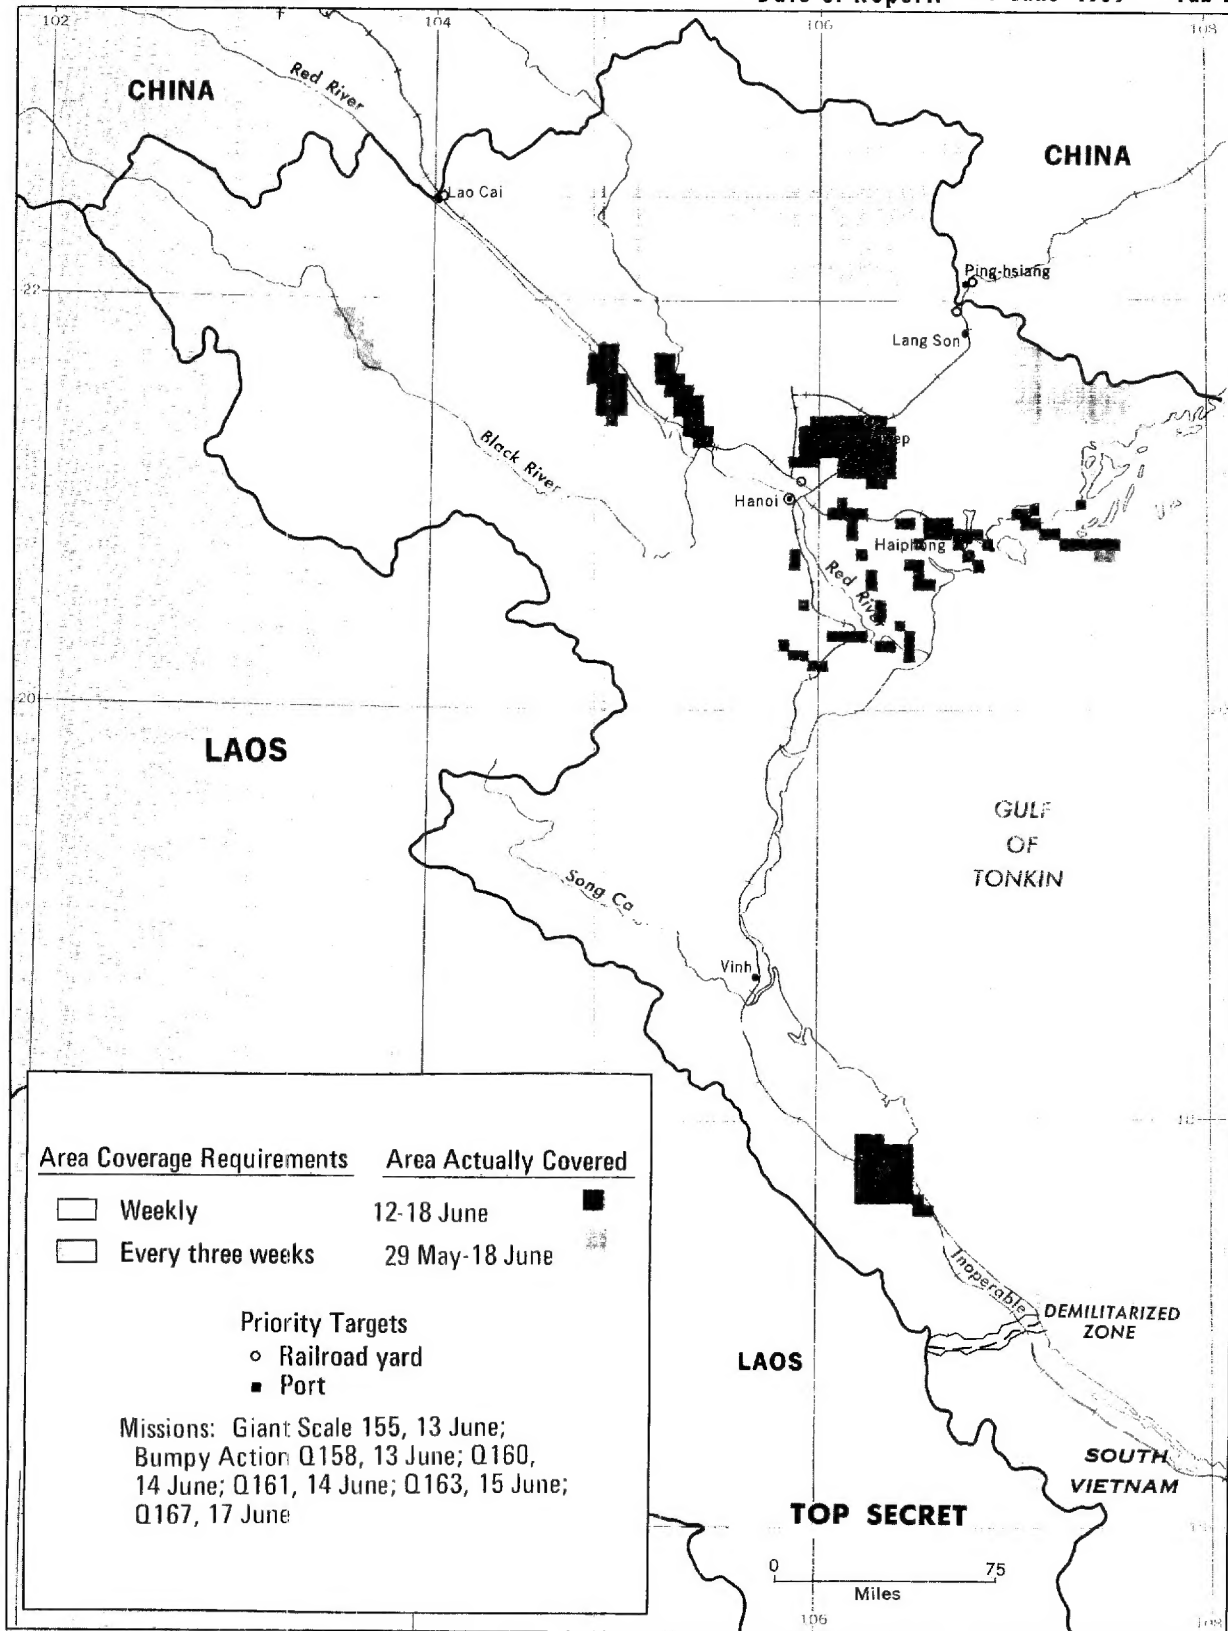 102
104
106
108
CHINA
Red River
CHINA
Lao Cai
Ping-hsiang
22
Lang Son
Black River
Hanoi
Haiphong
Red River
20
LAOS
GULF
OF
TONKIN
Song Ca
Vinh
Area Coverage Requirements
Area Actually Covered
Weekly
12-18 June
Every three weeks
29 May-18 June
Priority Targets
Railroad yard
Port
Missions: Giant Scale 155, 13 June;
Bumpy Action Q158, 13 June; Q160,
14 June; Q161, 14 June; Q163, 15 June;
Q167, 17 June
Inoperable
DEMILITARIZED
ZONE
LAOS
SOUTH
VIETNAM
TOP SECRET
0 75
Miles
106
108